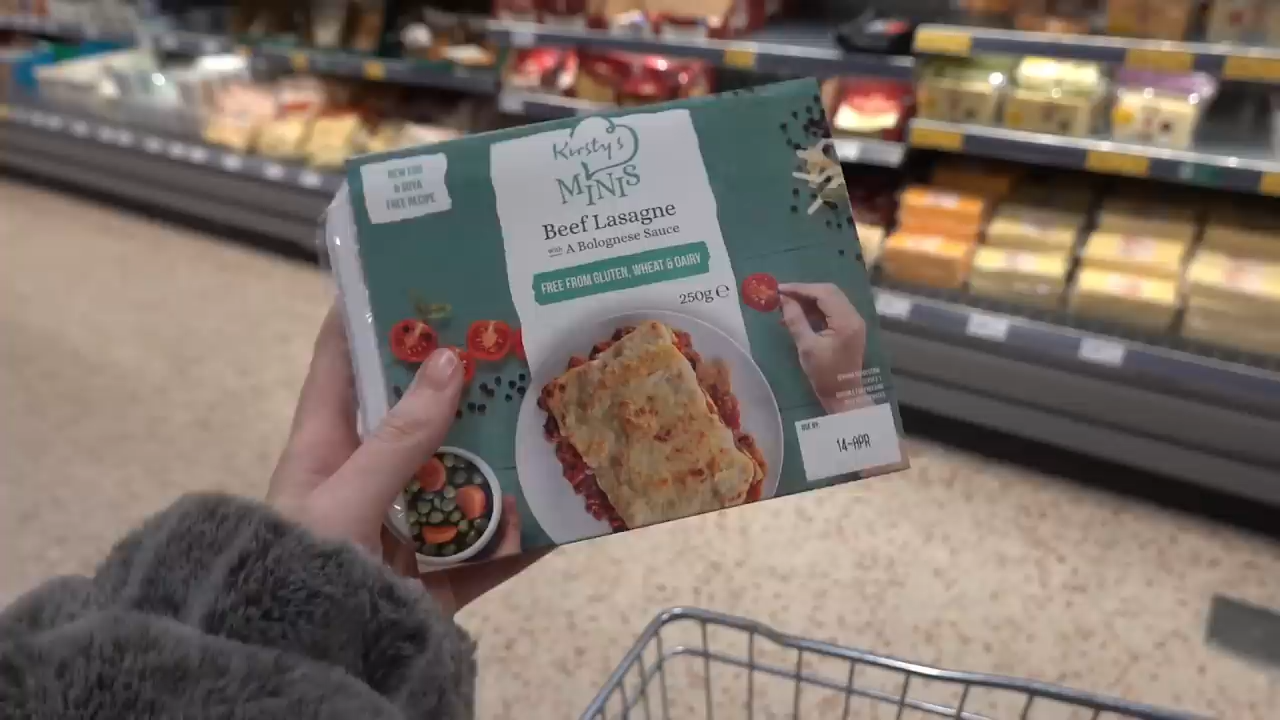 NEW EGG
& SOYA
FREE RECIPE
Kirsty's
MINIS
Beef Lasagne
with A Bolognese Sauce
FREE FROM GLUTEN, WHEAT & DAIRY
250g ℮
USE BY:
14-APR